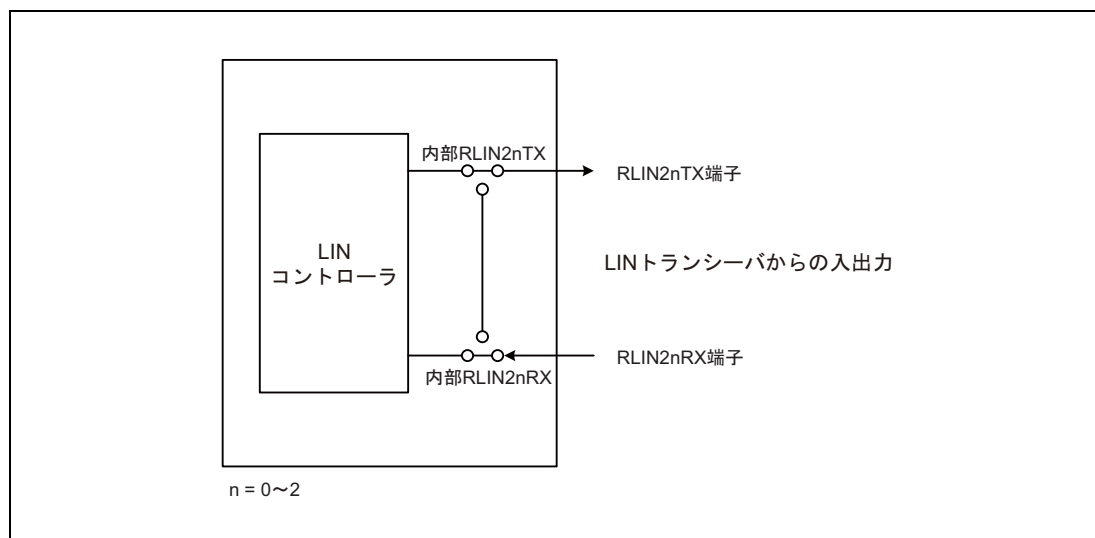 内部RLIN2nTX
RLIN2nTX端子
LIN
コントローラ
LINトランシーバからの入出力
RLIN2nRX端子
内部RLIN2nRX
n = 0～2